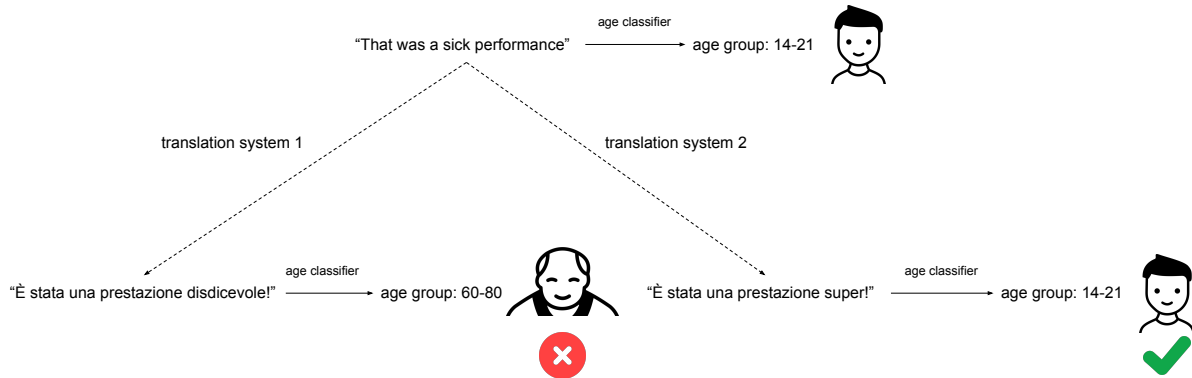 age classifier
“That was a sick performance”
age group: 14-21
translation system 1
translation system 2
age classifier
age classifier
“È stata una prestazione disdicevole!”
age group: 60-80
“È stata una prestazione super!”
age group: 14-21